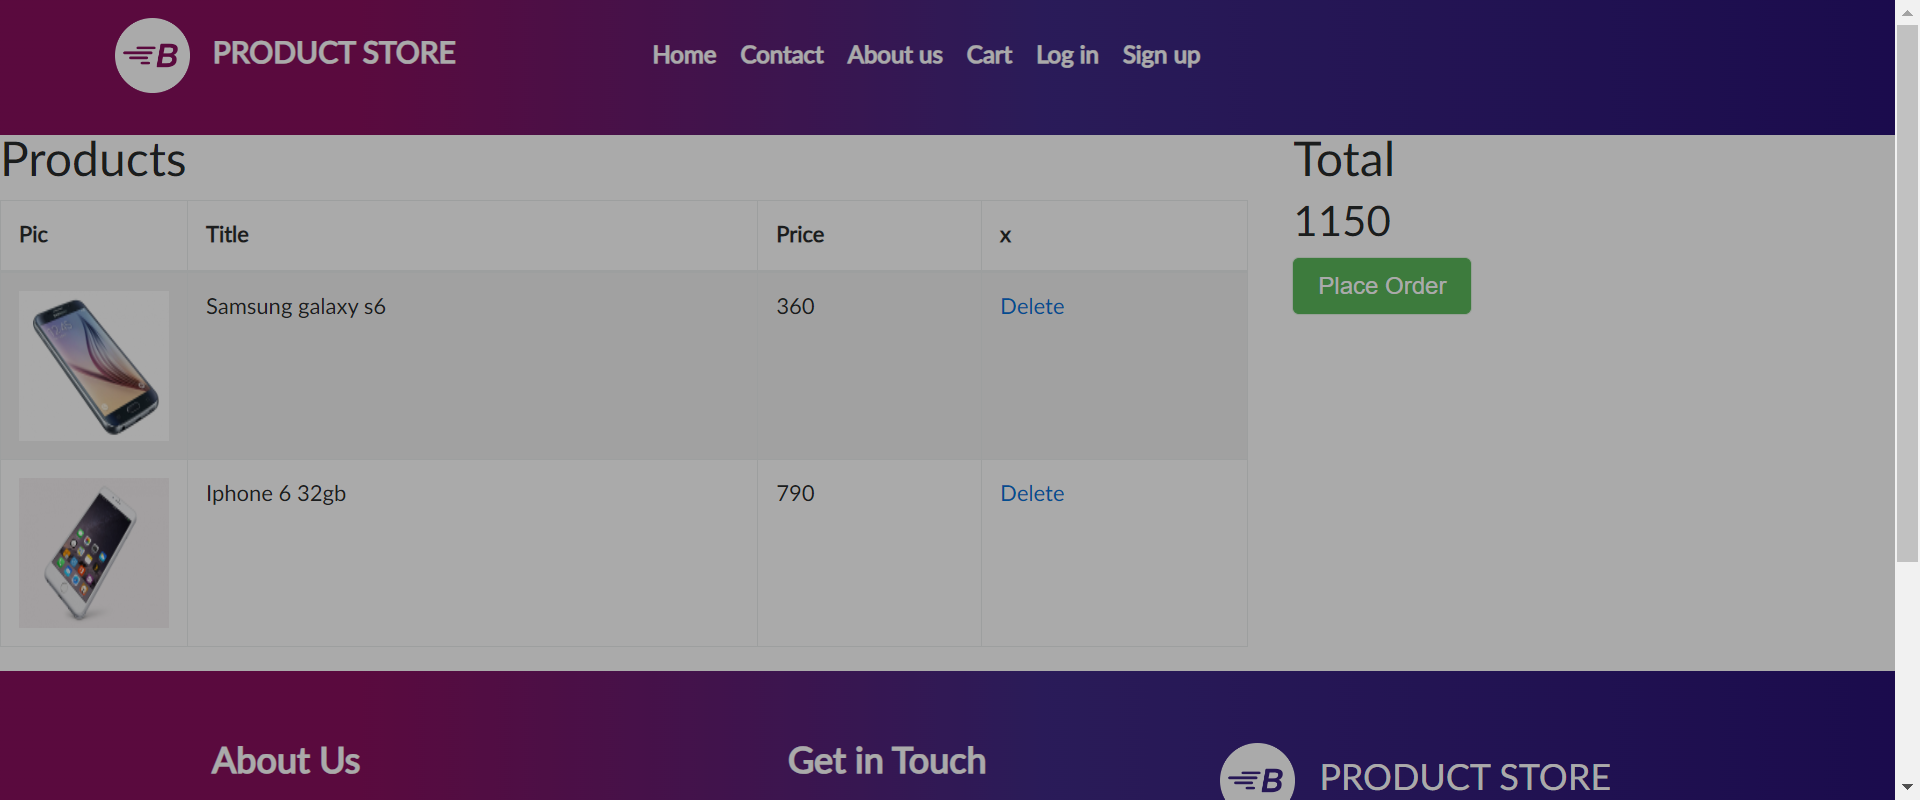 B PRODUCT STORE
Home Contact About us Cart Log in Sign up
Products
Total
1150
Place Order
Pic Title Price x
Samsung galaxy s6 360 Delete
Iphone 6 32gb 790 Delete
About Us
Get in Touch
B PRODUCT STORE